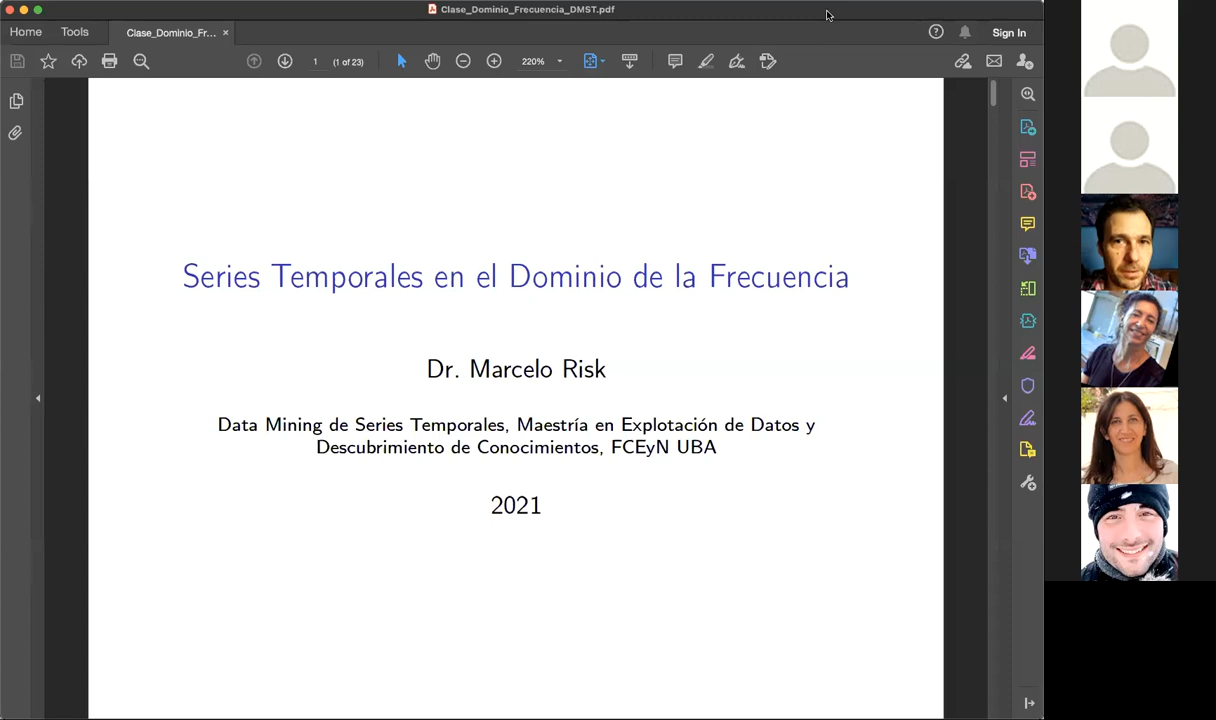 Clase_Dominio_Frecuencia_DMST.pdf
Home
Tools
Clase_Dominio_Fr...
Sign In
1
(1 of 23)
220%
Series Temporales en el Dominio de la Frecuencia
Dr. Marcelo Risk
Data Mining de Series Temporales, Maestría en Explotación de Datos y
Descubrimiento de Conocimientos, FCEyN UBA
2021